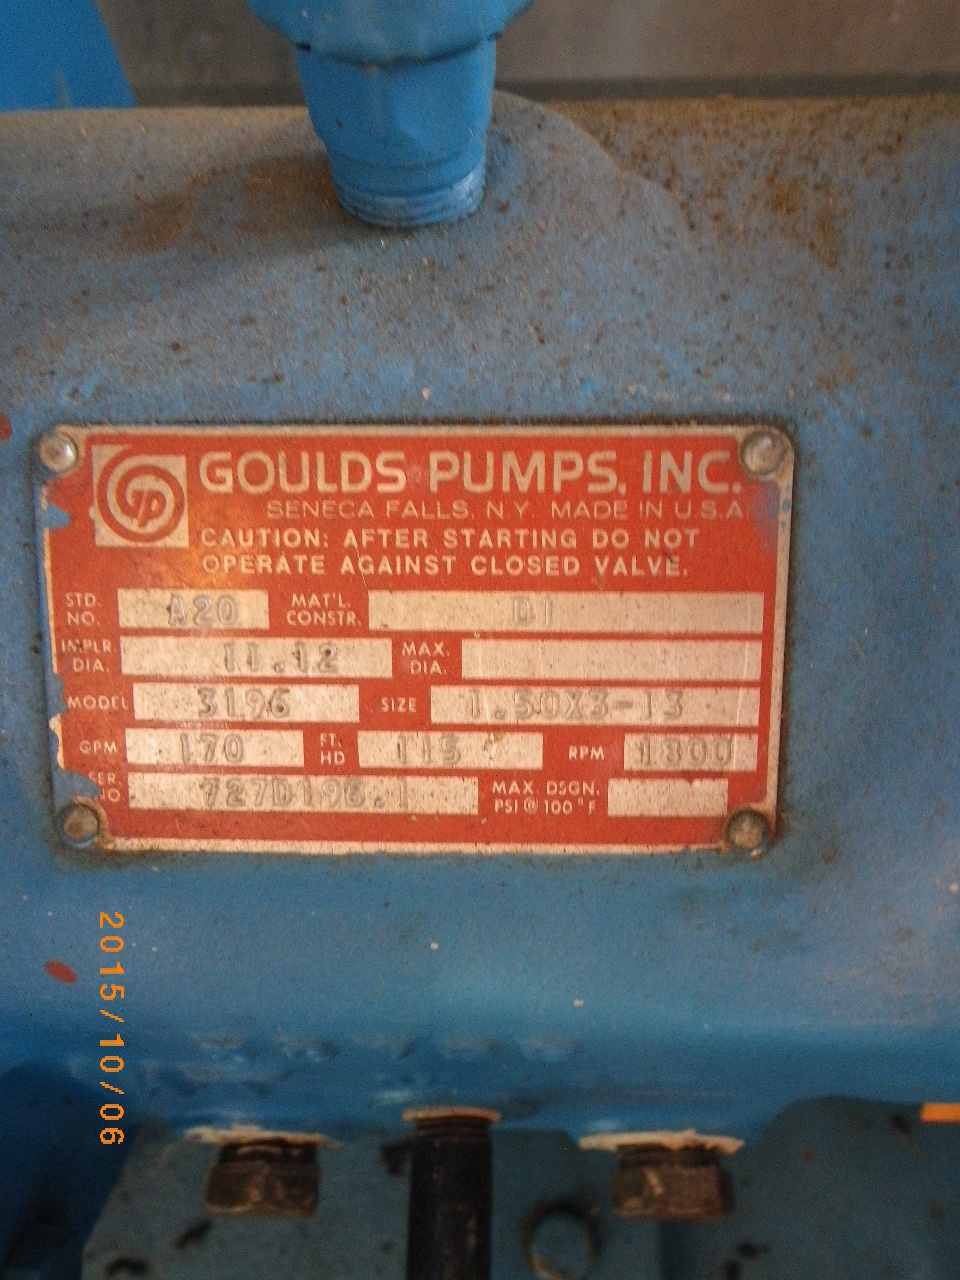 GOULDS PUMPS, INC.
SENECA FALLS, N.Y. MADE IN U.S.A
CAUTION: AFTER STARTING DO NOT
OPERATE AGAINST CLOSED VALVE.
STD. NO. A20 MAT'L. CONSTR. DI
IMPLR. DIA. 11.12 MAX. DIA.
MODEL 3196 SIZE 1.50X3-13
GPM 170 FT. HD 115 RPM 1800
SER. NO 727D196.1 MAX. DSGN. PSI @ 100°F
2015/10/06